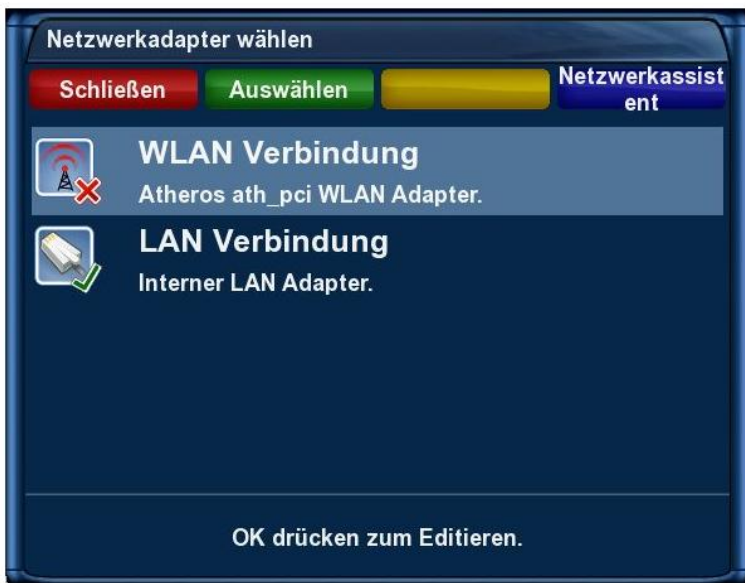 Netzwerkadapter wählen
Schließen
Auswählen
Netzwerkassist
ent
WLAN Verbindung
Atheros ath_pci WLAN Adapter.
LAN Verbindung
Interner LAN Adapter.
OK drücken zum Editieren.